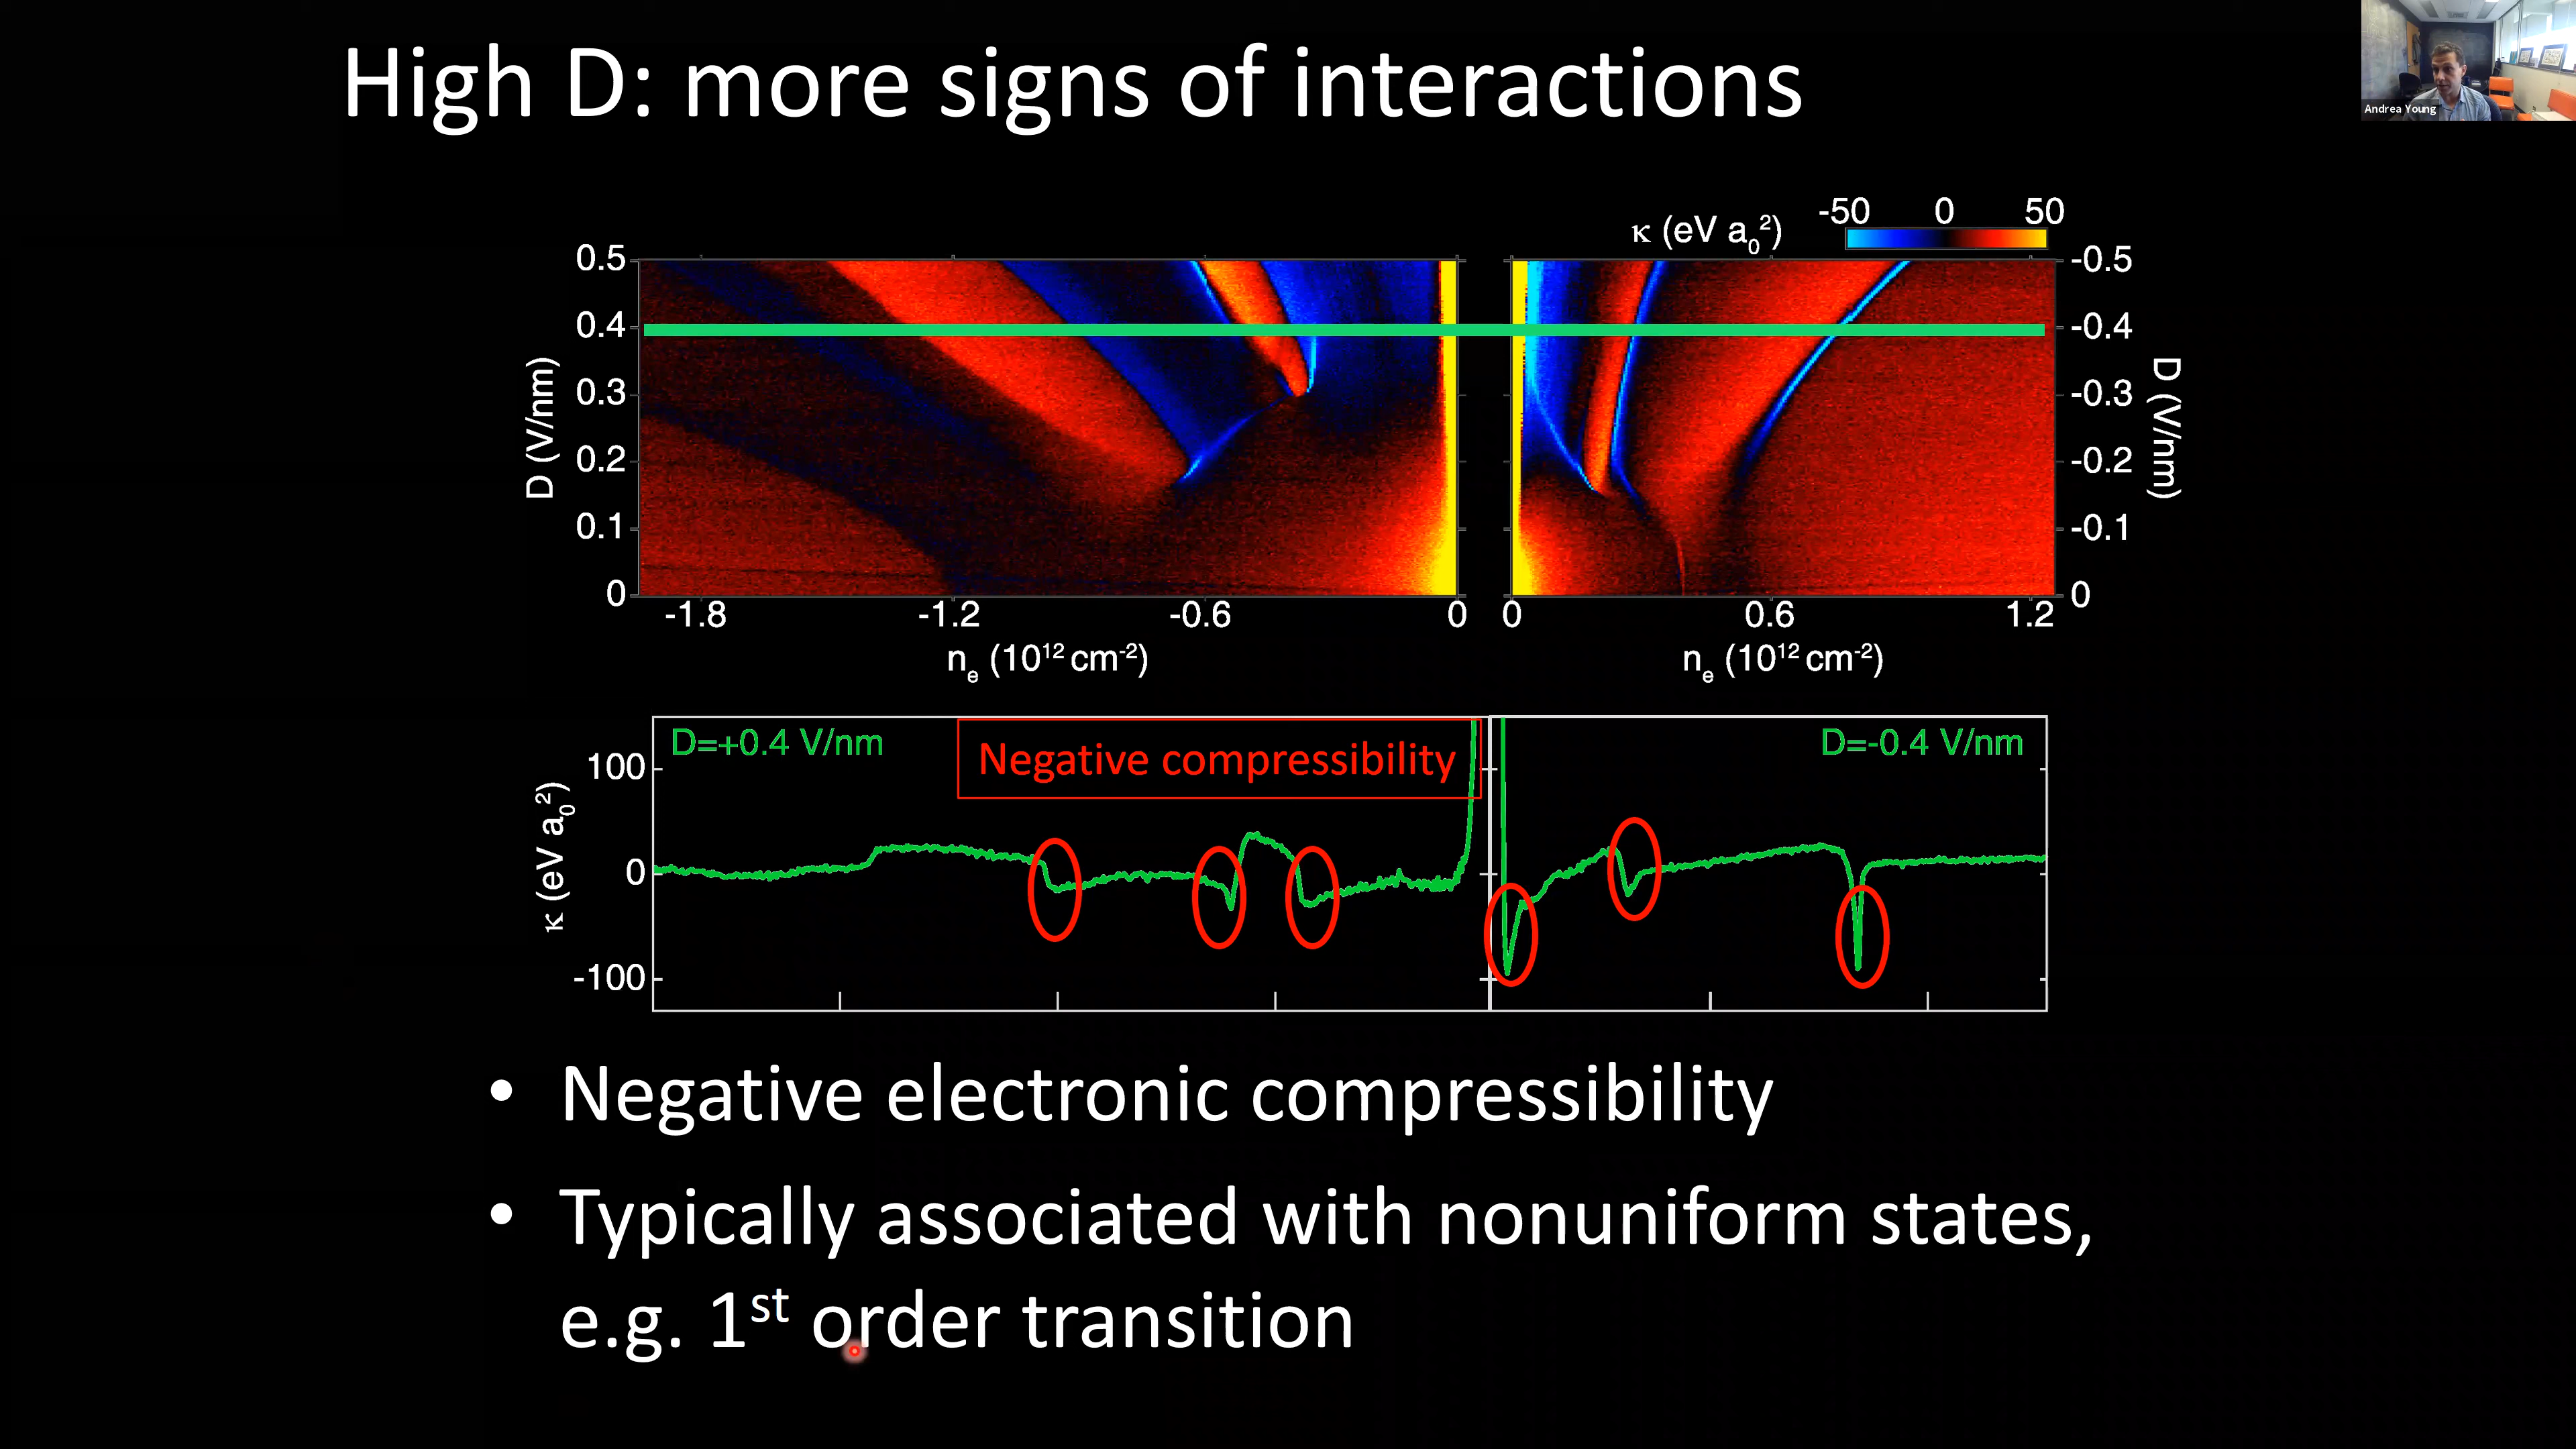 High D: more signs of interactions
Andrea Young
κ (eV a₀²)
-50 0 50
0.5
0.4
0.3
0.2
0.1
0
D (V/nm)
-0.5
-0.4
-0.3
-0.2
-0.1
0
D (V/nm)
-1.8 -1.2 -0.6 0
0 0.6 1.2
nₑ (10¹² cm⁻²)
nₑ (10¹² cm⁻²)
D=+0.4 V/nm
Negative compressibility
D=-0.4 V/nm
100
0
-100
κ (eV a₀²)
• Negative electronic compressibility
• Typically associated with nonuniform states,
e.g. 1ˢᵗ order transition